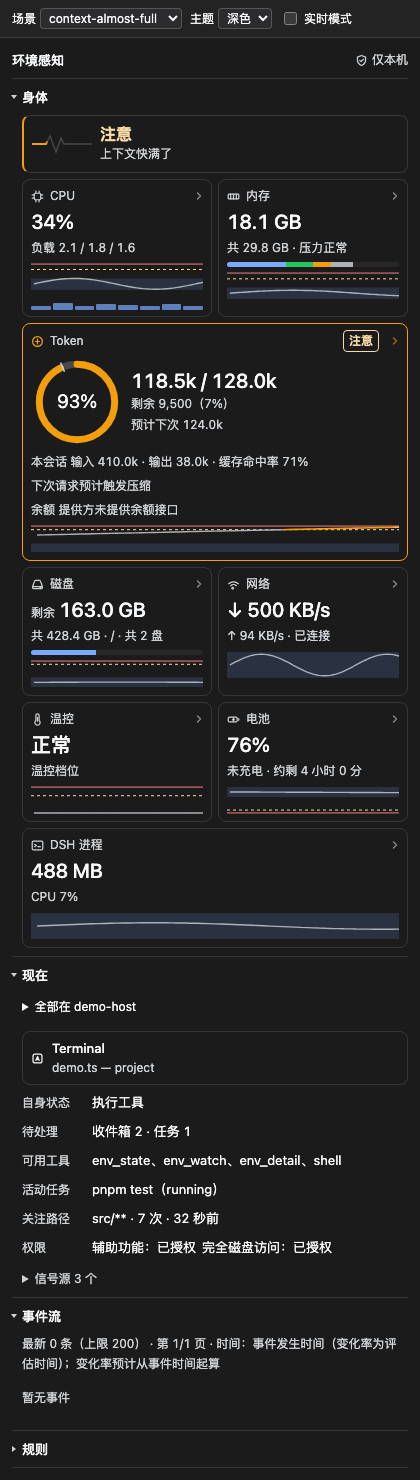 场景 context-almost-full 主题 深色 实时模式
环境感知 仅本机
身体
注意
上下文快满了
CPU
34%
负载 2.1 / 1.8 / 1.6
内存
18.1 GB
共 29.8 GB · 压力正常
Token 注意
93%
118.5k / 128.0k
剩余 9,500（7%）
预计下次 124.0k
本会话 输入 410.0k · 输出 38.0k · 缓存命中率 71%
下次请求预计触发压缩
余额 提供方未提供余额接口
磁盘
剩余 163.0 GB
共 428.4 GB · / · 共 2 盘
网络
↓ 500 KB/s
↑ 94 KB/s · 已连接
温控
正常
温控档位
电池
76%
未充电 · 约剩 4 小时 0 分
DSH 进程
488 MB
CPU 7%
现在
全部在 demo-host
Terminal
demo.ts — project
自身状态 执行工具
待处理 收件箱 2 · 任务 1
可用工具 env_state、env_watch、env_detail、shell
活动任务 pnpm test（running）
关注路径 src/** · 7 次 · 32 秒前
权限 辅助功能：已授权 完全磁盘访问：已授权
信号源 3 个
事件流
最新 0 条（上限 200） · 第 1/1 页 · 时间：事件发生时间（变化率为评
估时间）；变化率预计从事件时间起算
暂无事件
规则